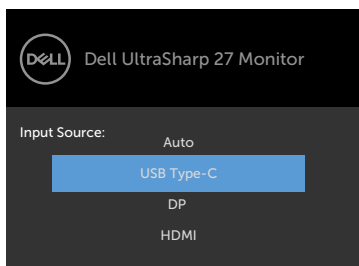 DELL Dell UltraSharp 27 Monitor
Input Source:
Auto
USB Type-C
DP
HDMI